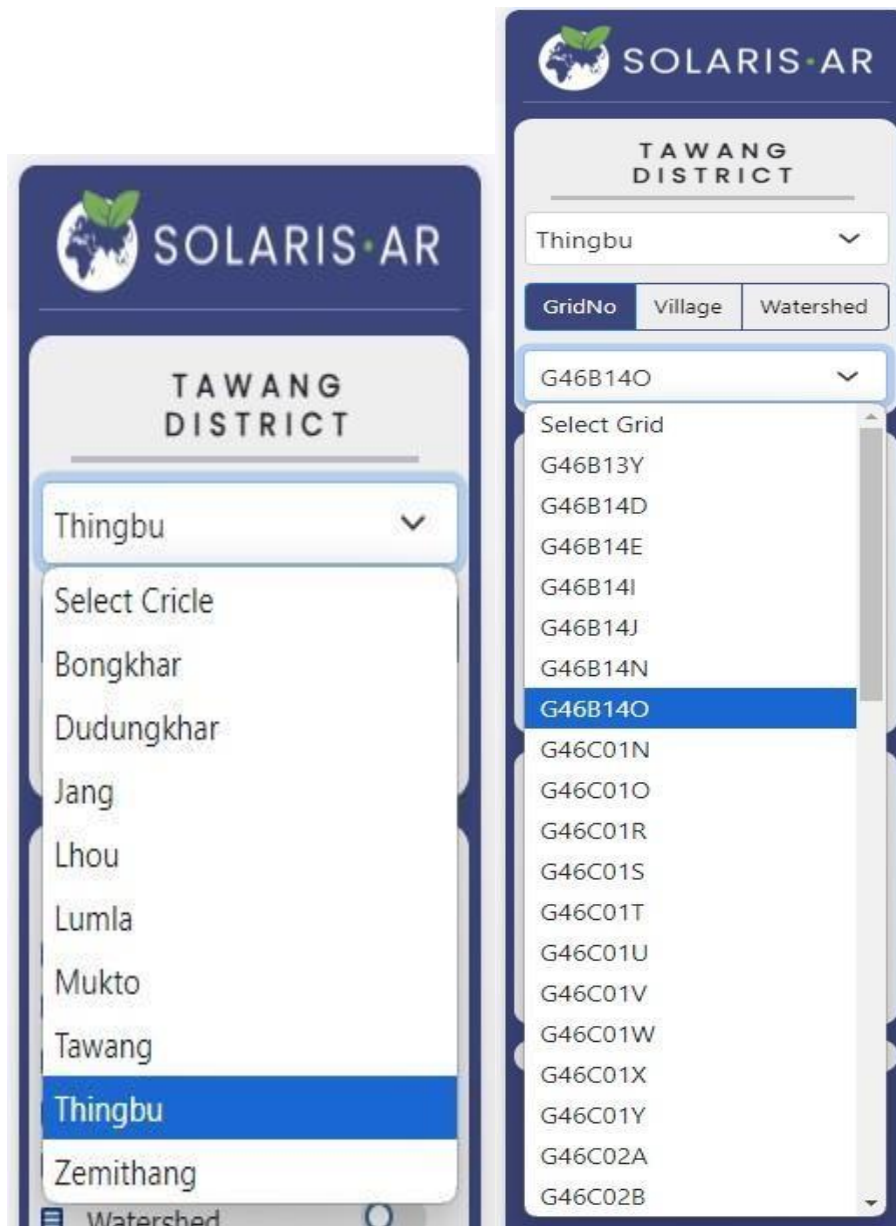 SOLARIS·AR
TAWANG
DISTRICT
Thingbu
Select Cricle
Bongkhar
Dudungkhar
Jang
Lhou
Lumla
Mukto
Tawang
Thingbu
Zemithang
Watershed
SOLARIS·AR
TAWANG
DISTRICT
Thingbu
GridNo Village Watershed
G46B14O
Select Grid
G46B13Y
G46B14D
G46B14E
G46B14I
G46B14J
G46B14N
G46B14O
G46C01N
G46C01O
G46C01R
G46C01S
G46C01T
G46C01U
G46C01V
G46C01W
G46C01X
G46C01Y
G46C02A
G46C02B